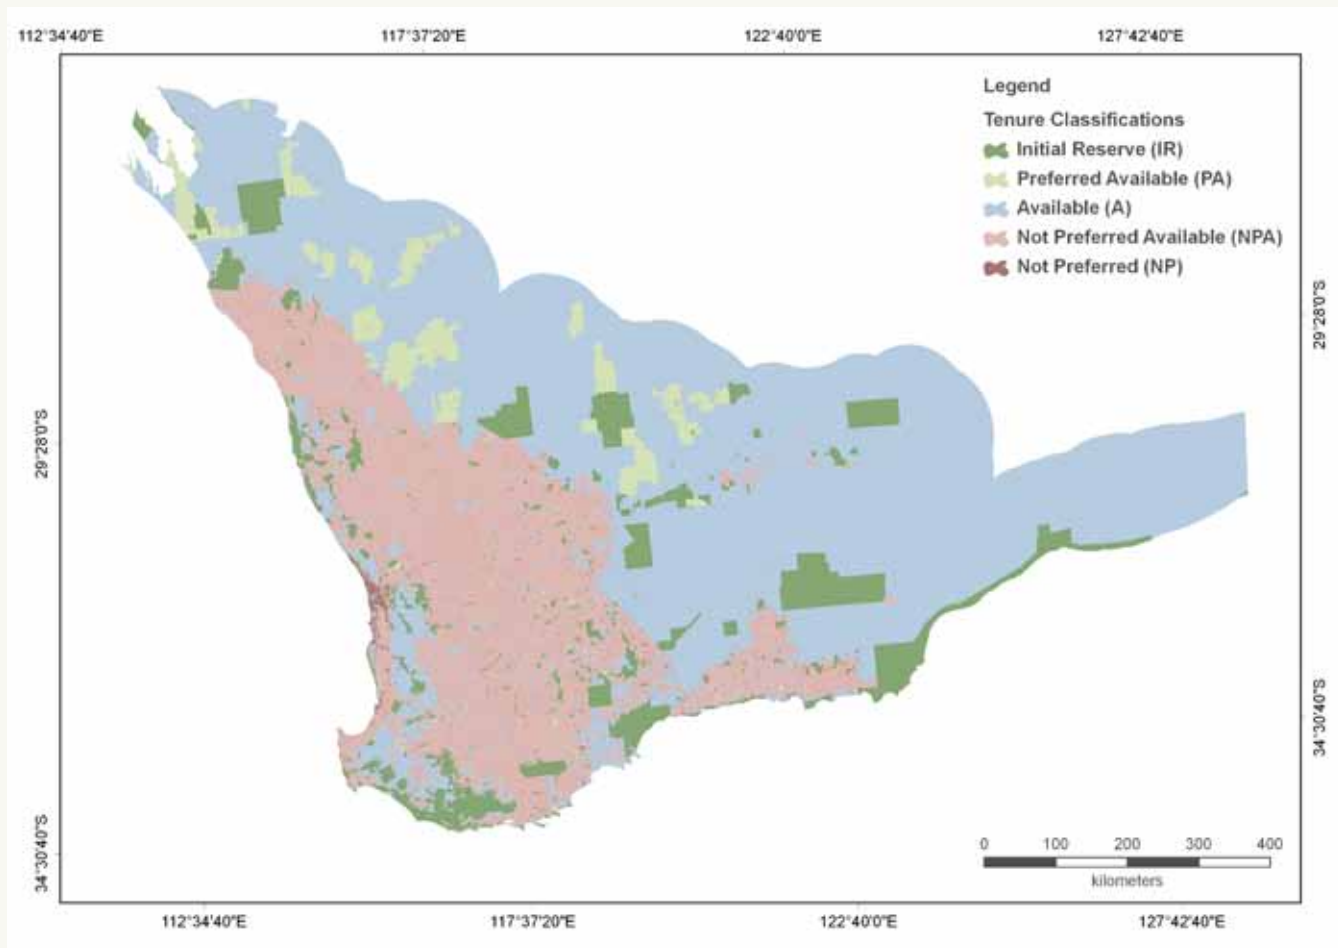 112°34'40"E 117°37'20"E 122°40'0"E 127°42'40"E
Legend
Tenure Classifications
Initial Reserve (IR)
Preferred Available (PA)
Available (A)
Not Preferred Available (NPA)
Not Preferred (NP)
29°28'0"S
29°28'0"S
34°30'40"S
34°30'40"S
0 100 200 300 400
kilometers
112°34'40"E 117°37'20"E 122°40'0"E 127°42'40"E